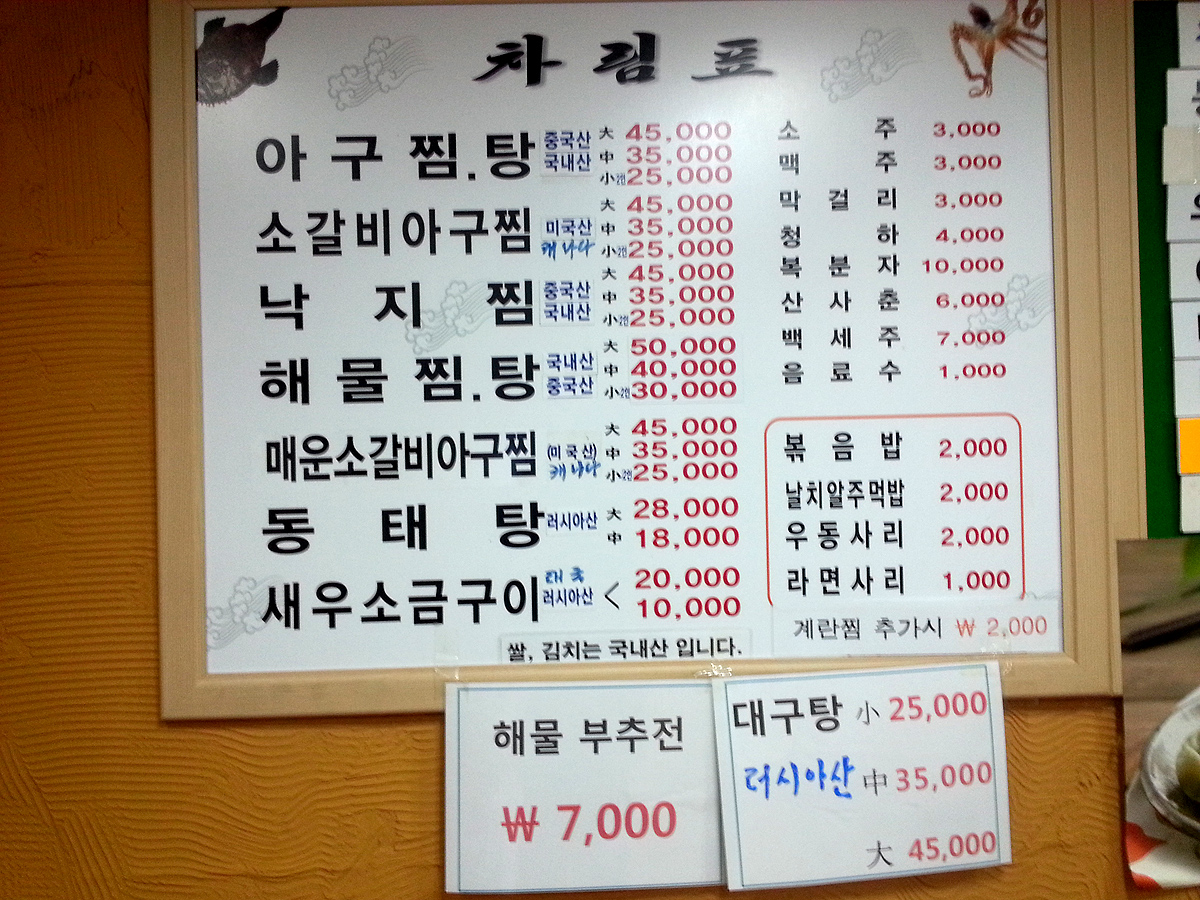 차림표
아구찜.탕 중국산 국내산 大 45,000 中 35,000 小 2인 25,000
소갈비아구찜 미국산 캐나다 大 45,000 中 35,000 小 2인 25,000
낙지찜 중국산 국내산 大 45,000 中 35,000 小 2인 25,000
해물찜.탕 국내산 중국산 大 50,000 中 40,000 小 2인 30,000
매운소갈비아구찜 (미국산) 캐나다 大 45,000 中 35,000 小 2인 25,000
동태탕 러시아산 大 28,000 中 18,000
새우소금구이 러시아산 < 20,000 10,000
쌀, 김치는 국내산 입니다.
소주 3,000
맥주 3,000
막걸리 3,000
청하 4,000
복분자 10,000
산사춘 6,000
백세주 7,000
음료수 1,000
볶음밥 2,000
날치알주먹밥 2,000
우동사리 2,000
라면사리 1,000
계란찜 추가시 ₩ 2,000
해물 부추전
₩ 7,000
대구탕 小 25,000
러시아산 中 35,000
大 45,000